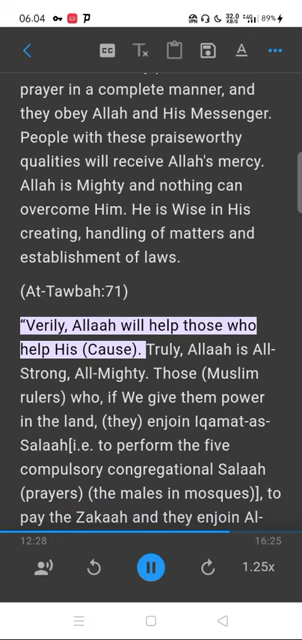 06.04
32.0
KB/S
89%
CC
prayer in a complete manner, and
they obey Allah and His Messenger.
People with these praiseworthy
qualities will receive Allah's mercy.
Allah is Mighty and nothing can
overcome Him. He is Wise in His
creating, handling of matters and
establishment of laws.
(At-Tawbah:71)
“Verily, Allaah will help those who
help His (Cause). Truly, Allaah is All-
Strong, All-Mighty. Those (Muslim
rulers) who, if We give them power
in the land, (they) enjoin Iqamat-as-
Salaah[i.e. to perform the five
compulsory congregational Salaah
(prayers) (the males in mosques)], to
pay the Zakaah and they enjoin Al-
12:28
16:25
1.25x